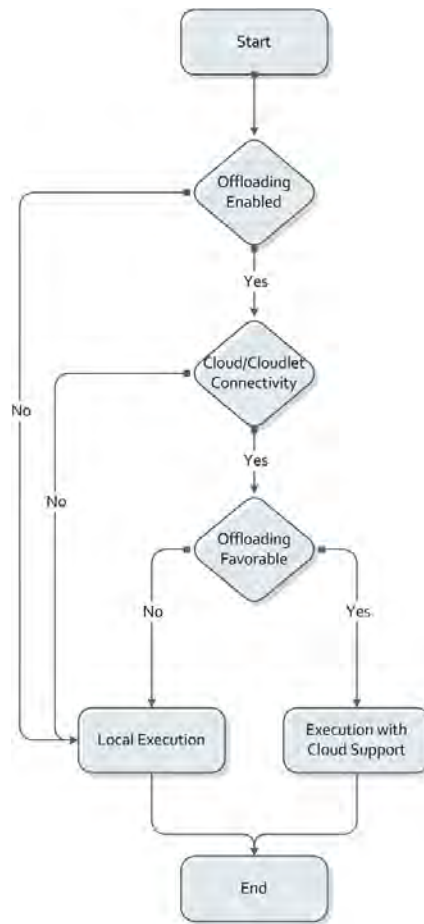 Start
Offloading
Enabled
Yes
Cloud/Cloudlet
Connectivity
No
Yes
No
Offloading
Favorable
No
Yes
Local Execution
Execution with
Cloud Support
End